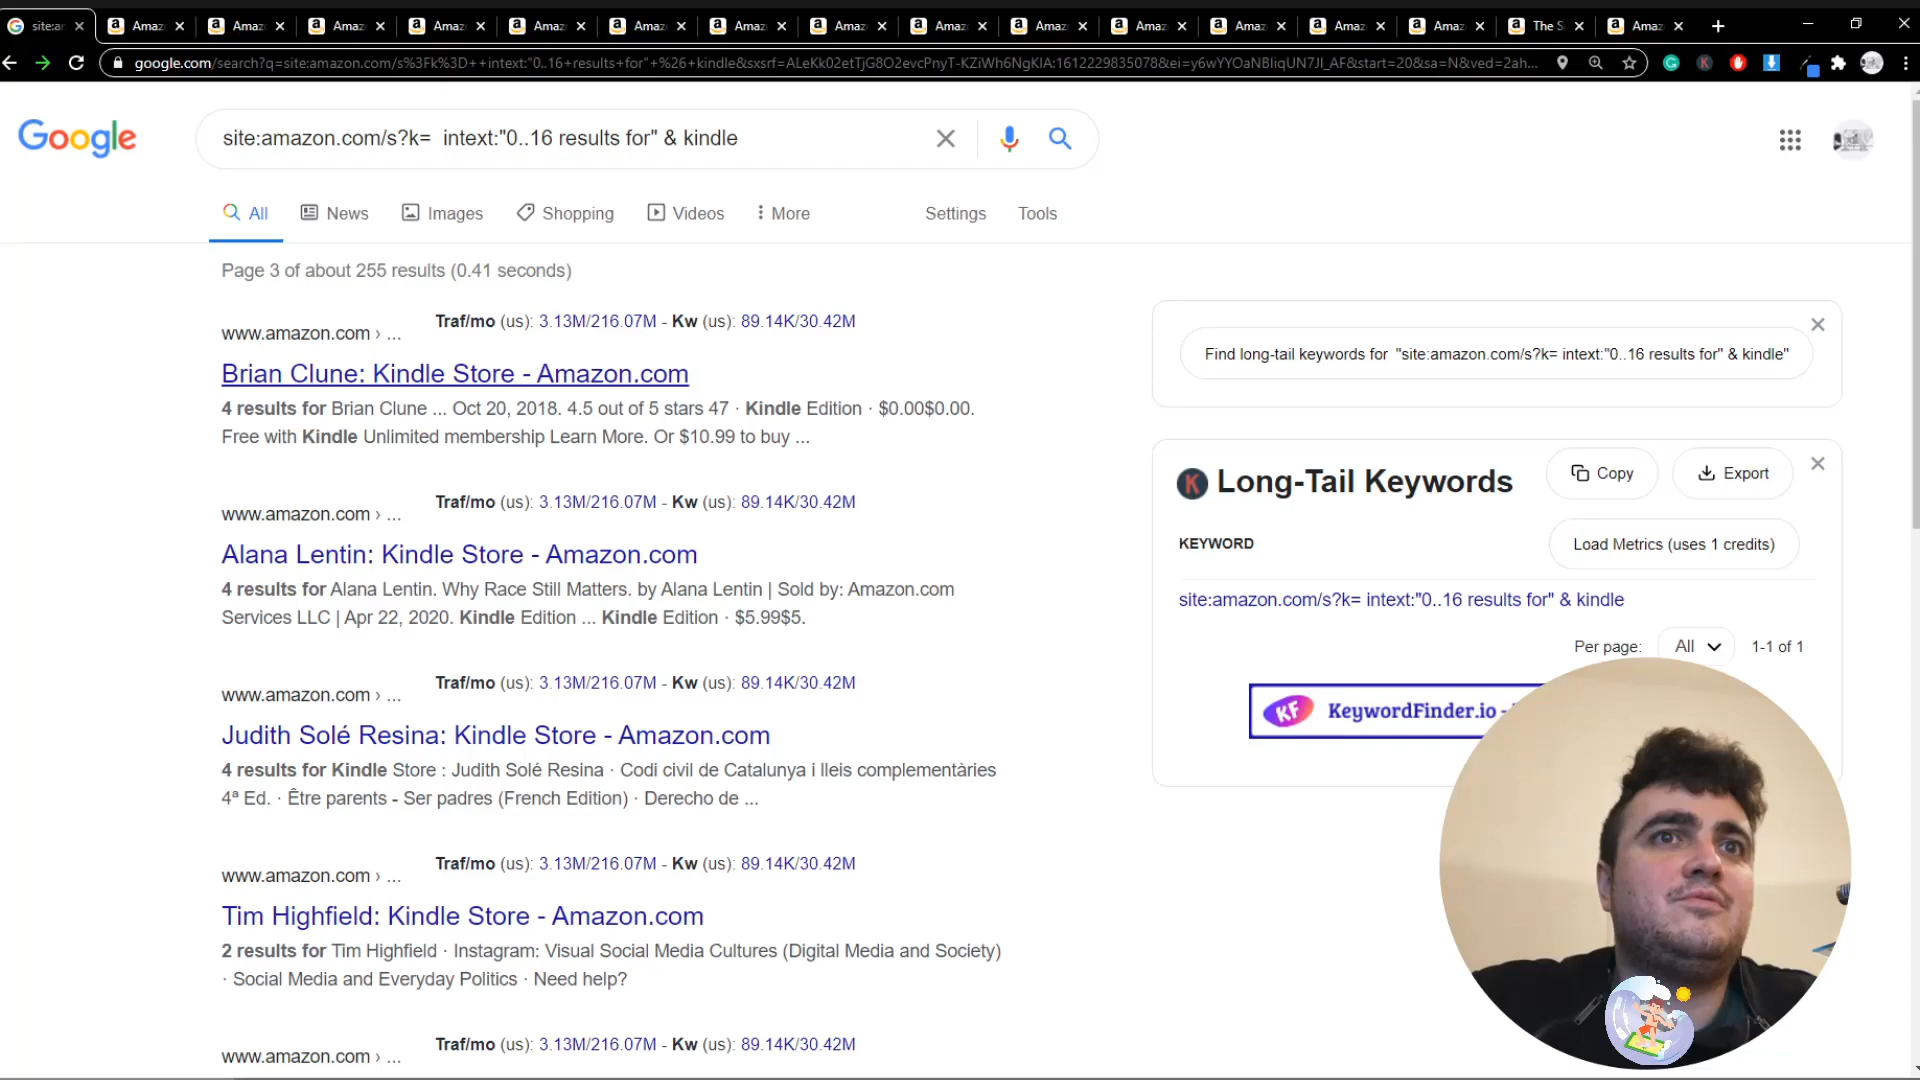 site:ar
Amaz
Amaz
Amaz
Amaz
Amaz
Amaz
Amaz
Amaz
Amaz
Amaz
Amaz
Amaz
Amaz
Amaz
The S
Amaz
google.com/search?q=site:amazon.com/s%3Fk%3D++intext:"0..16+results+for"+%26+kindle&sxsrf=ALeKk02etTjG8O2evcPnyT-KZiWh6NgKIA:1612229835078&ei=y6wYYOaNBIiqUN7JI_AF&start=20&sa=N&ved=2ah...
Google
site:amazon.com/s?k=  intext:"0..16 results for" & kindle
All
News
Images
Shopping
Videos
More
Settings
Tools
Page 3 of about 255 results (0.41 seconds)
www.amazon.com › ...
Traf/mo (us): 3.13M/216.07M - Kw (us): 89.14K/30.42M
Brian Clune: Kindle Store - Amazon.com
4 results for Brian Clune ... Oct 20, 2018. 4.5 out of 5 stars 47 · Kindle Edition · $0.00$0.00.
Free with Kindle Unlimited membership Learn More. Or $10.99 to buy ...
www.amazon.com › ...
Traf/mo (us): 3.13M/216.07M - Kw (us): 89.14K/30.42M
Alana Lentin: Kindle Store - Amazon.com
4 results for Alana Lentin. Why Race Still Matters. by Alana Lentin | Sold by: Amazon.com
Services LLC | Apr 22, 2020. Kindle Edition ... Kindle Edition · $5.99$5.
www.amazon.com › ...
Traf/mo (us): 3.13M/216.07M - Kw (us): 89.14K/30.42M
Judith Solé Resina: Kindle Store - Amazon.com
4 results for Kindle Store : Judith Solé Resina · Codi civil de Catalunya i lleis complementàries
4ª Ed. · Être parents - Ser padres (French Edition) · Derecho de ...
www.amazon.com › ...
Traf/mo (us): 3.13M/216.07M - Kw (us): 89.14K/30.42M
Tim Highfield: Kindle Store - Amazon.com
2 results for Tim Highfield · Instagram: Visual Social Media Cultures (Digital Media and Society)
· Social Media and Everyday Politics · Need help?
www.amazon.com › ...
Traf/mo (us): 3.13M/216.07M - Kw (us): 89.14K/30.42M
Find long-tail keywords for "site:amazon.com/s?k= intext:"0..16 results for" & kindle"
K
Long-Tail Keywords
Copy
Export
KEYWORD
Load Metrics (uses 1 credits)
site:amazon.com/s?k= intext:"0..16 results for" & kindle
Per page:
All
1-1 of 1
KF
KeywordFinder.io -